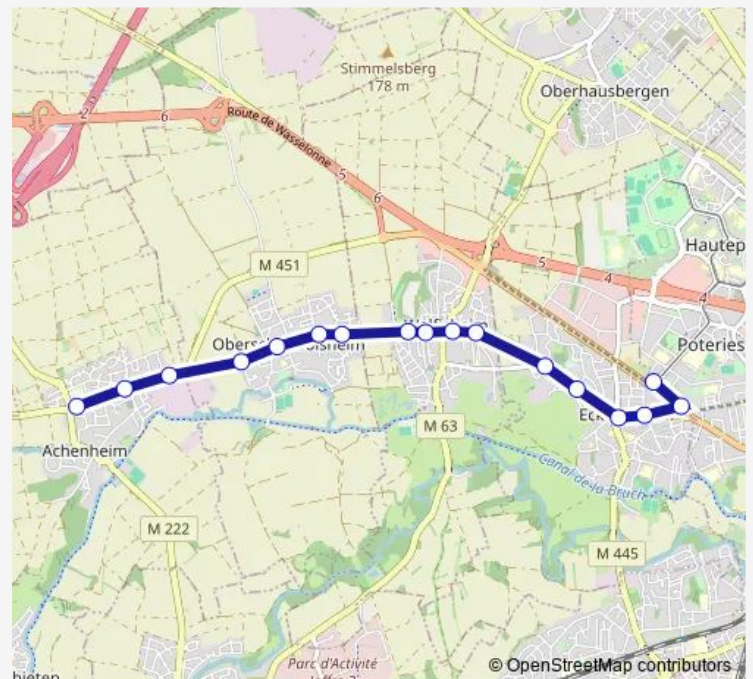 Stimmelsberg
178 m
Oberhausbergen
2
6
Route de Wasselonne
5
6
Hautep
5
4
M 451
4
Poteries
Achenheim
M 63
Canal de la Bruch
M 222
M 445
Parc d'Activité
© OpenStreetMap contributors